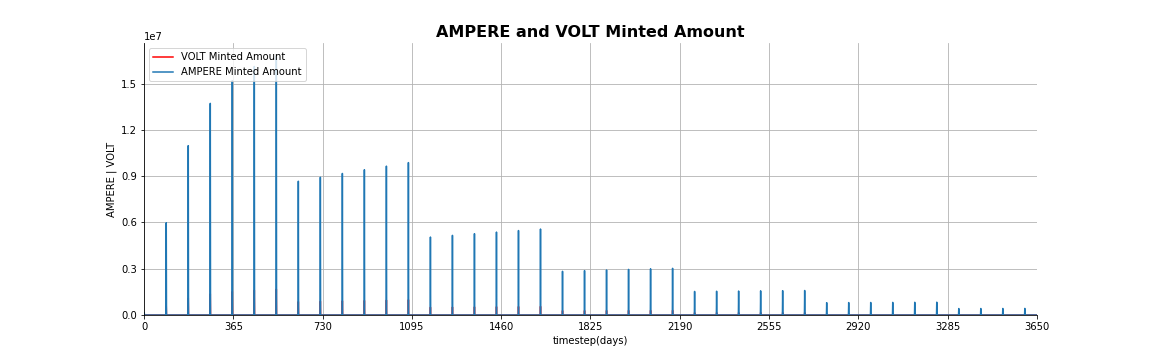 AMPERE and VOLT Minted Amount
1e7
VOLT Minted Amount
AMPERE Minted Amount
1.5
1.2
0.9
0.6
0.3
0.0
AMPERE | VOLT
0 365 730 1095 1460 1825 2190 2555 2920 3285 3650
timestep(days)